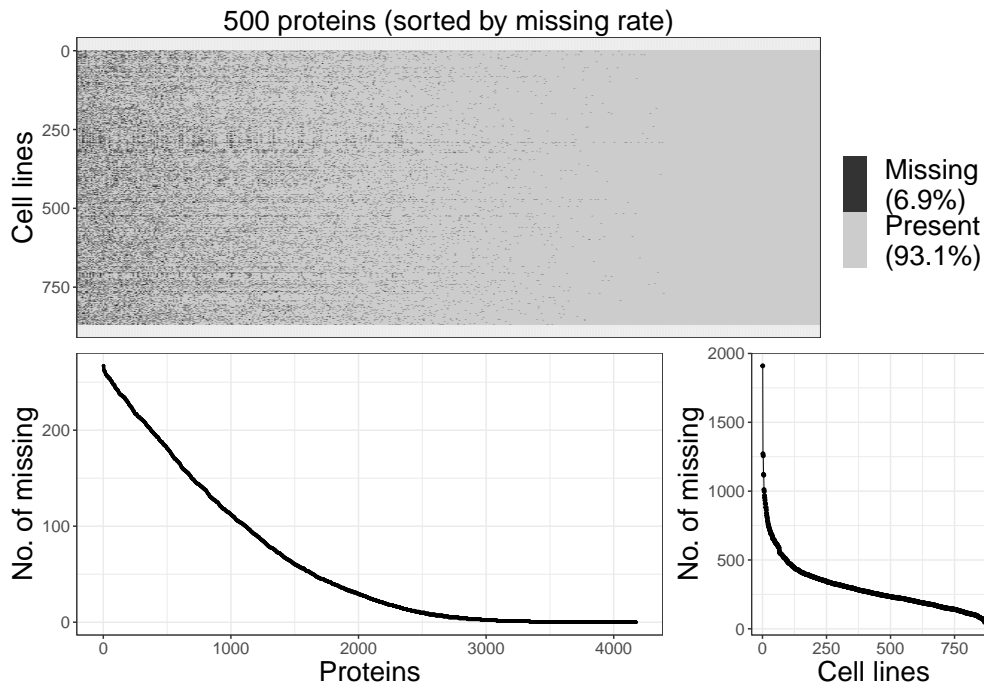 500 proteins (sorted by missing rate)
0
250
500
750
Cell lines
Missing
(6.9%)
Present
(93.1%)
No. of missing
200
100
0
0
1000
2000
3000
4000
Proteins
No. of missing
2000
1500
1000
500
0
0
250
500
750
Cell lines